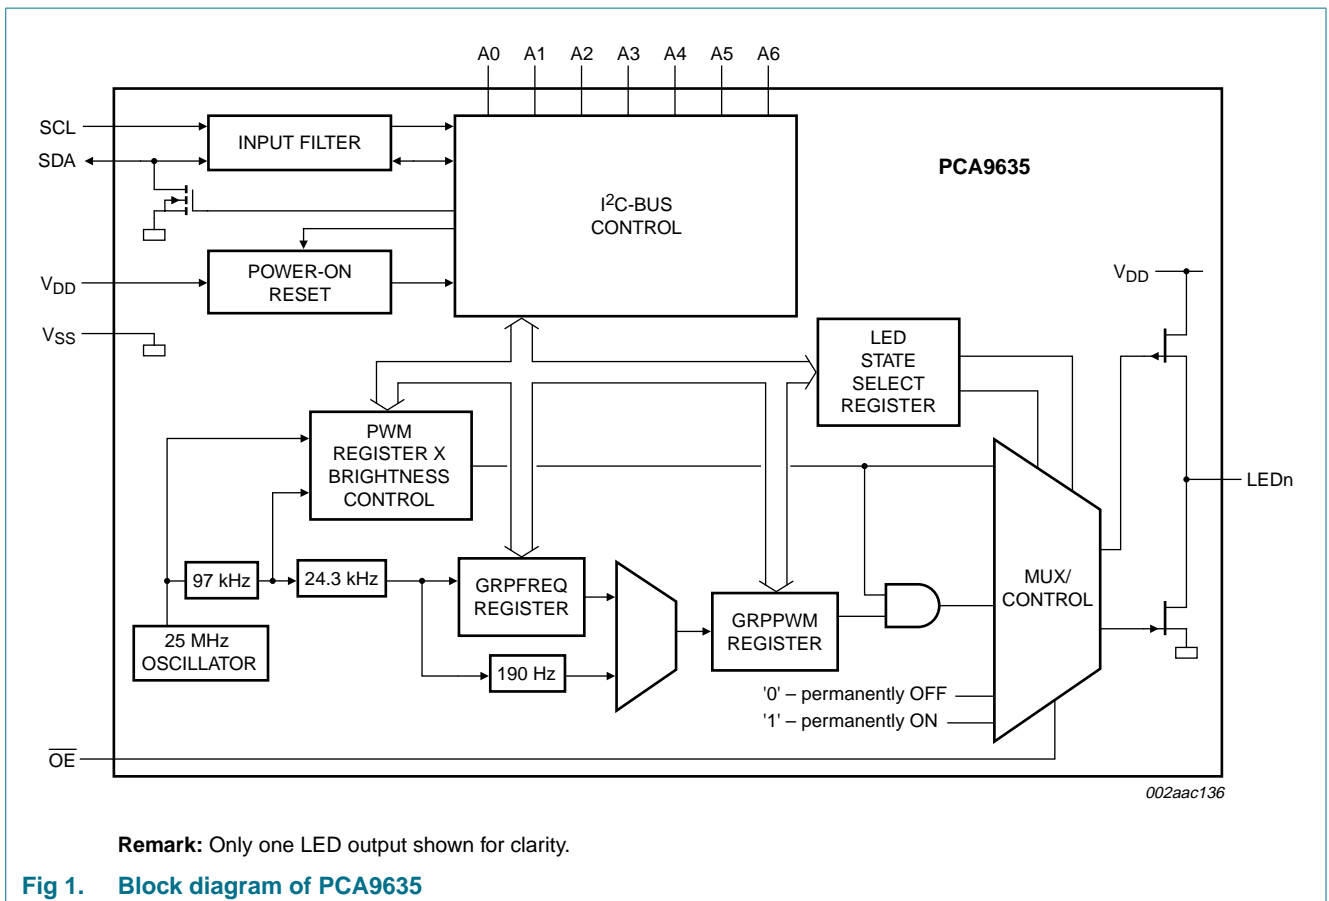 A0 A1 A2 A3 A4 A5 A6
SCL
SDA
INPUT FILTER
I²C-BUS
CONTROL
PCA9635
POWER-ON
RESET
VDD
VSS
VDD
LED
STATE
SELECT
REGISTER
PWM
REGISTER X
BRIGHTNESS
CONTROL
LEDn
97 kHz
24.3 kHz
GRPFREQ
REGISTER
MUX/
CONTROL
25 MHz
OSCILLATOR
190 Hz
GRPPWM
REGISTER
'0' – permanently OFF
'1' – permanently ON
O̅E̅
002aac136
Remark: Only one LED output shown for clarity.
Fig 1. Block diagram of PCA9635